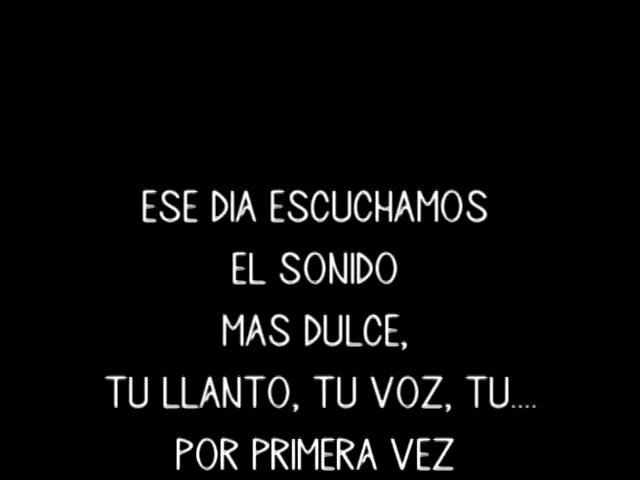 ESE DIA ESCUCHAMOS
EL SONIDO
MAS DULCE,
TU LLANTO, TU VOZ, TU....
POR PRIMERA VEZ